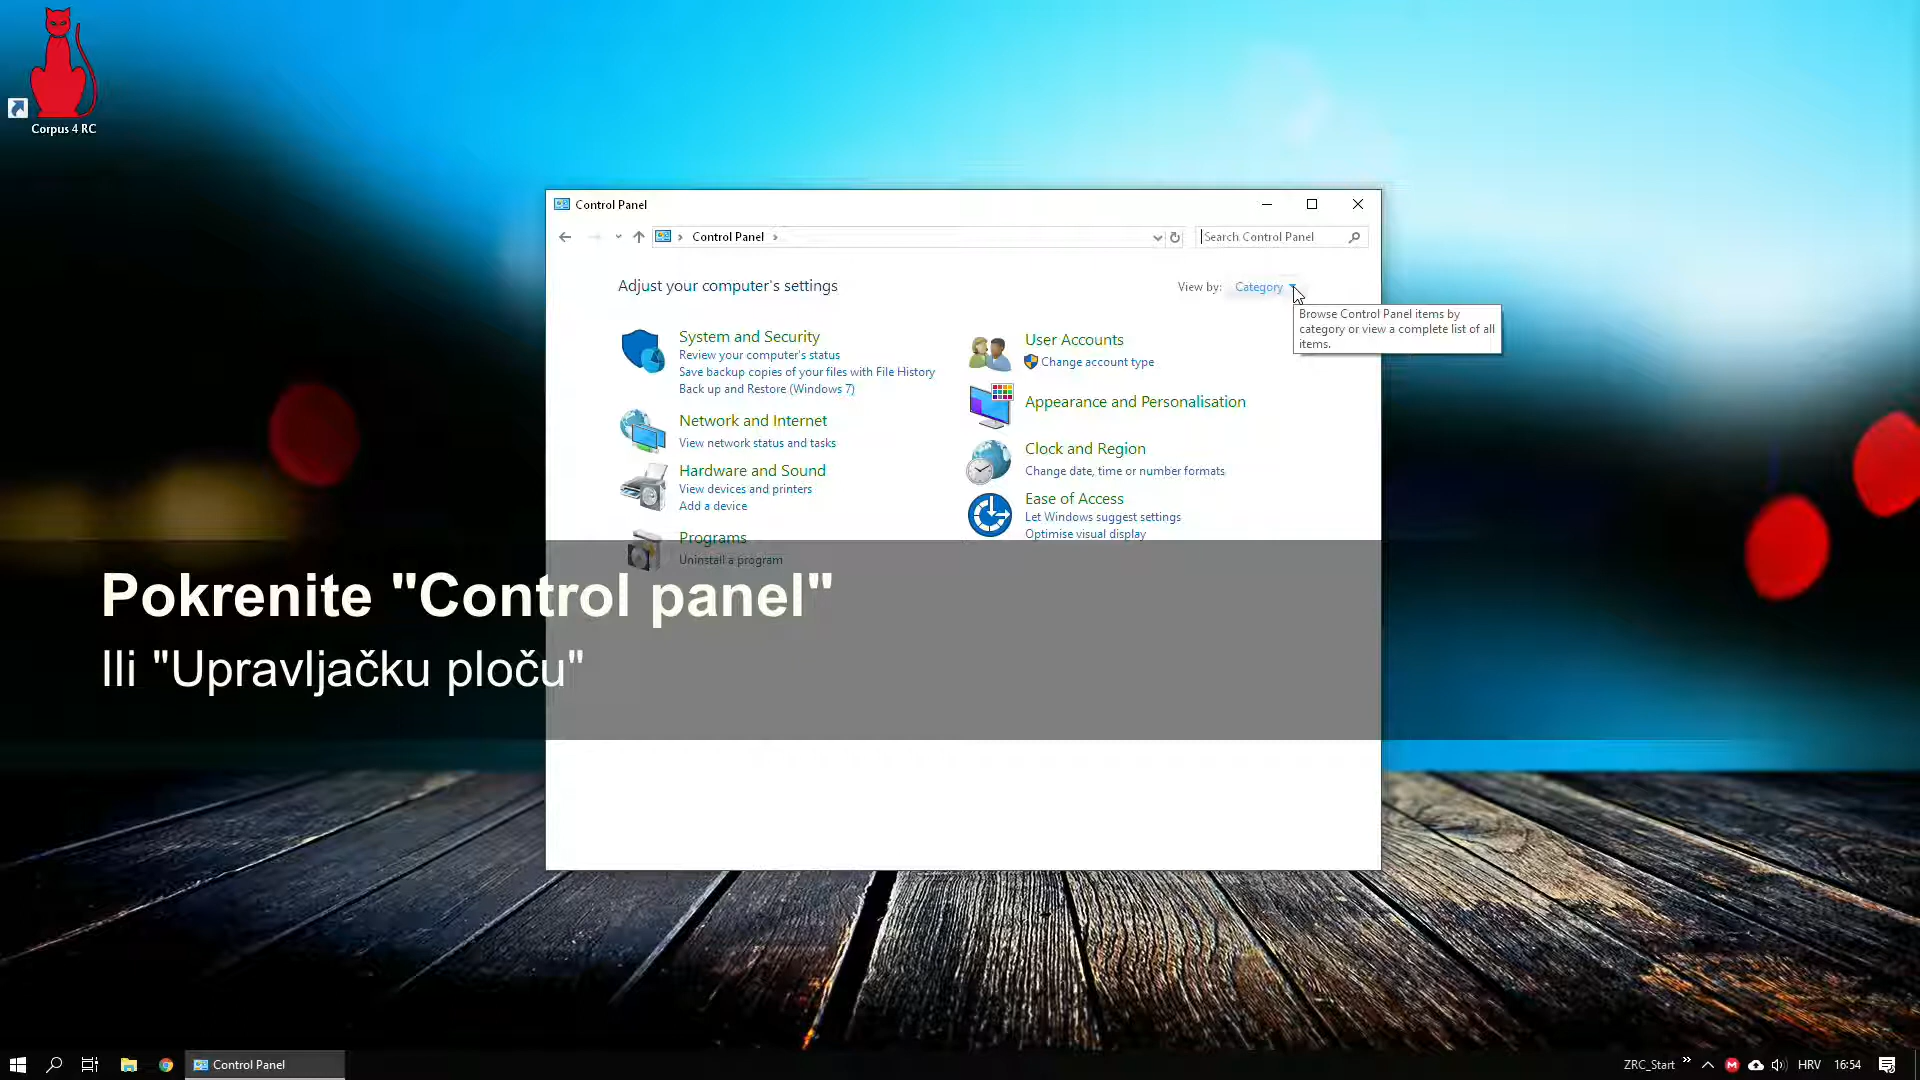 Corpus 4 RC
Control Panel
Control Panel
Search Control Panel
Adjust your computer's settings
View by: Category
Browse Control Panel items by
category or view a complete list of all
items.
System and Security
Review your computer's status
Save backup copies of your files with File History
Back up and Restore (Windows 7)
Network and Internet
View network status and tasks
Hardware and Sound
View devices and printers
Add a device
Programs
Uninstall a program
User Accounts
Change account type
Appearance and Personalisation
Clock and Region
Change date, time or number formats
Ease of Access
Let Windows suggest settings
Optimise visual display
Pokrenite "Control panel"
Ili "Upravljačku ploču"
Control Panel
ZRC_Start
HRV
16:54